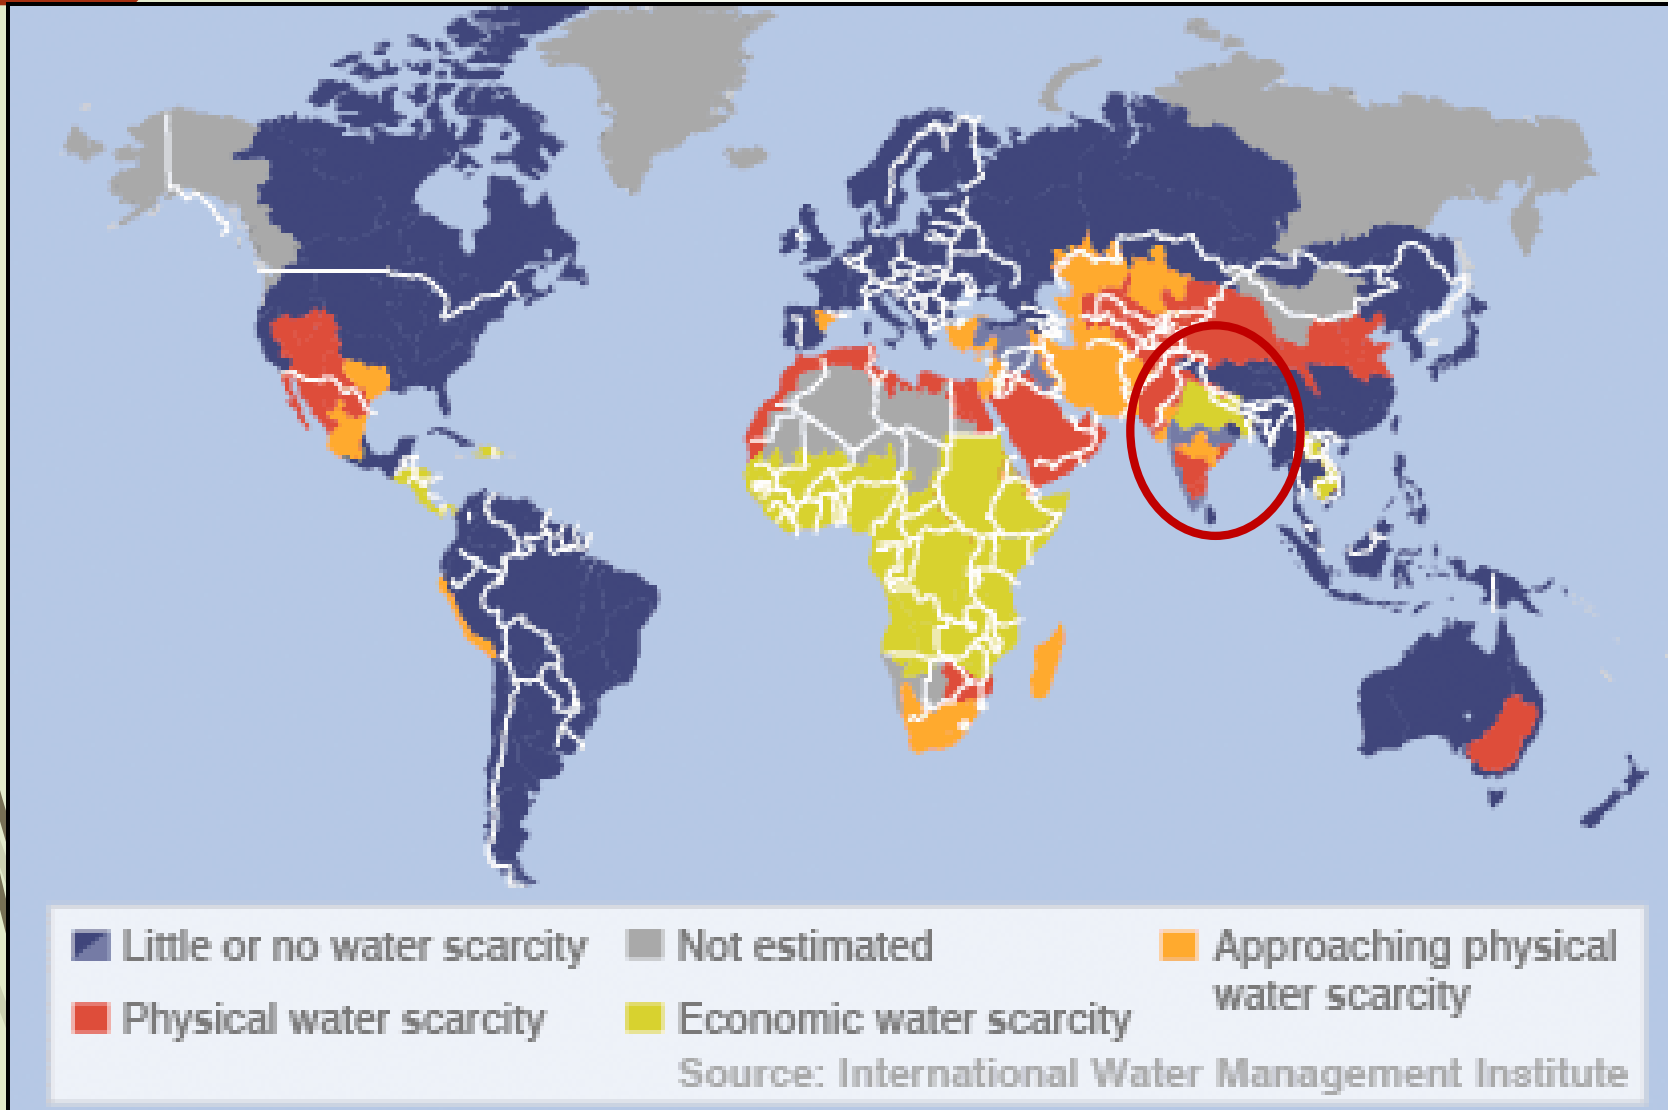 Little or no water scarcity
Not estimated
Approaching physical
water scarcity
Physical water scarcity
Economic water scarcity
Source: International Water Management Institute